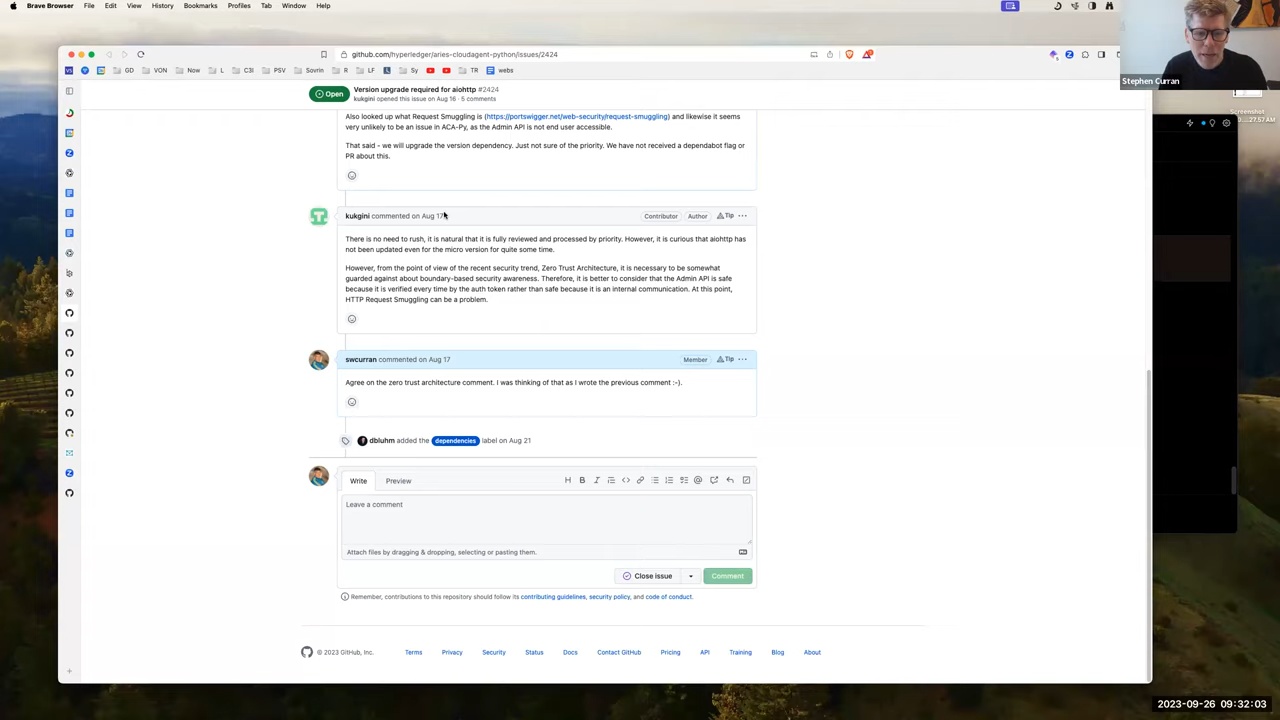 Brave Browser File Edit View History Bookmarks Profiles Tab Window Help
github.com/hyperledger/aries-cloudagent-python/issues/2424
GD VON Now L C3I PSV Sovrin R LF Sy TR webs
Stephen Curran
Open
Version upgrade required for aiohttp #2424
kukgini opened this issue on Aug 16 · 5 comments
Screenshot
Also looked up what Request Smuggling is (https://portswigger.net/web-security/request-smuggling) and likewise it seems
very unlikely to be an issue in ACA-Py, as the Admin API is not end user accessible.
That said - we will upgrade the version dependency. Just not sure of the priority. We have not received a dependabot flag or
PR about this.
kukgini commented on Aug 17
Contributor Author Tip ···
There is no need to rush, it is natural that it is fully reviewed and processed by priority. However, it is curious that aiohttp has
not been updated even for the micro version for quite some time.
However, from the point of view of the recent security trend, Zero Trust Architecture, it is necessary to be somewhat
guarded against about boundary-based security awareness. Therefore, it is better to consider that the Admin API is safe
because it is verified every time by the auth token rather than safe because it is an internal communication. At this point,
HTTP Request Smuggling can be a problem.
swcurran commented on Aug 17
Member Tip ···
Agree on the zero trust architecture comment. I was thinking of that as I wrote the previous comment :-).
dbluhm added the dependencies label on Aug 21
Write Preview
Leave a comment
Attach files by dragging & dropping, selecting or pasting them.
Close issue Comment
Remember, contributions to this repository should follow its contributing guidelines, security policy, and code of conduct.
© 2023 GitHub, Inc. Terms Privacy Security Status Docs Contact GitHub Pricing API Training Blog About
2023-09-26 09:32:03